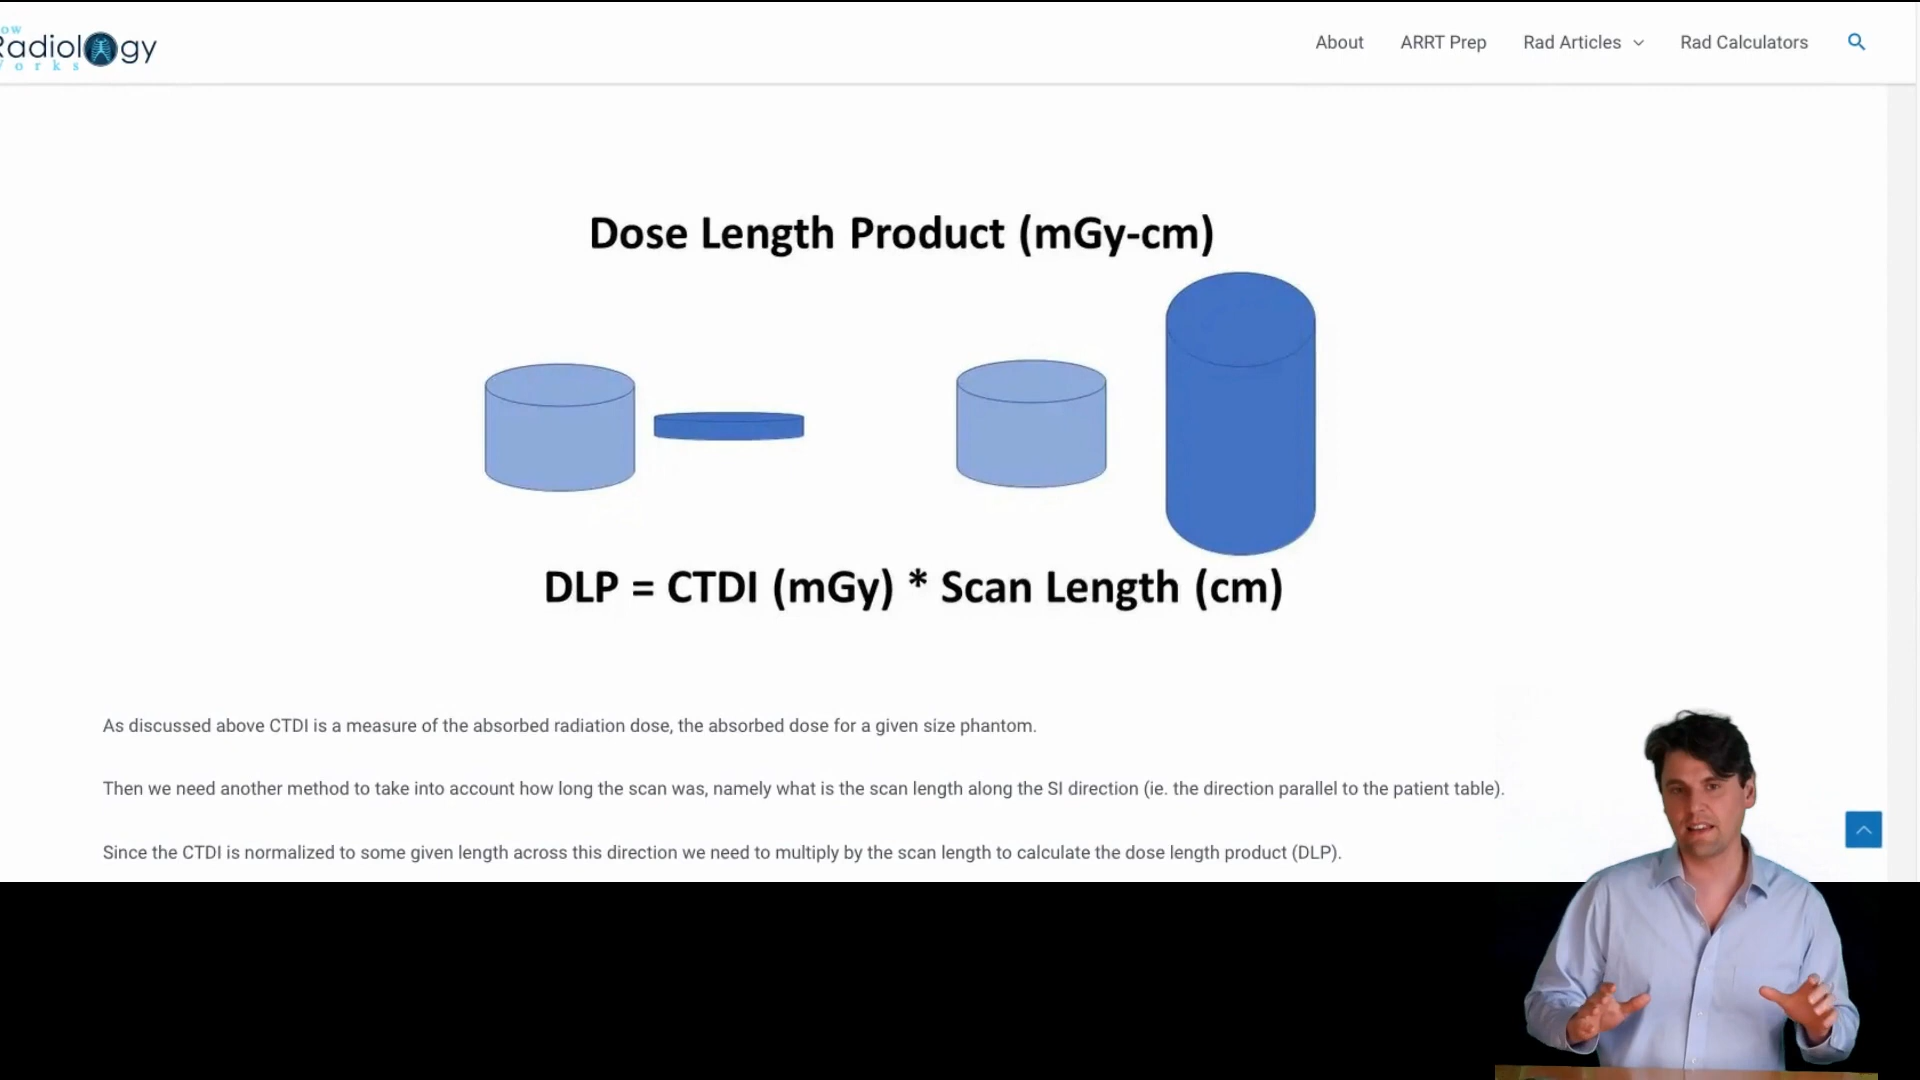 ow
Radiology
Works
About ARRT Prep Rad Articles Rad Calculators
Dose Length Product (mGy-cm)
DLP = CTDI (mGy) * Scan Length (cm)
As discussed above CTDI is a measure of the absorbed radiation dose, the absorbed dose for a given size phantom.
Then we need another method to take into account how long the scan was, namely what is the scan length along the SI direction (ie. the direction parallel to the patient table).
Since the CTDI is normalized to some given length across this direction we need to multiply by the scan length to calculate the dose length product (DLP).